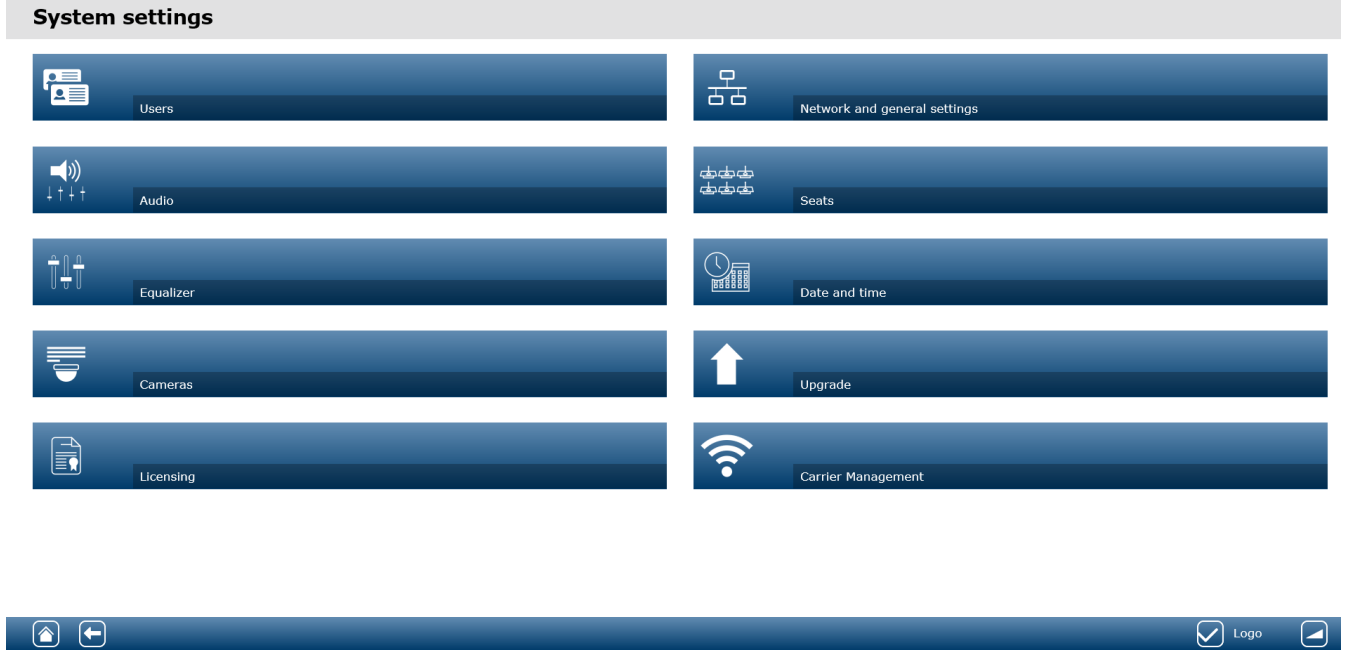 System settings
Users
Network and general settings
Audio
Seats
Equalizer
Date and time
Cameras
Upgrade
Licensing
Carrier Management
Logo